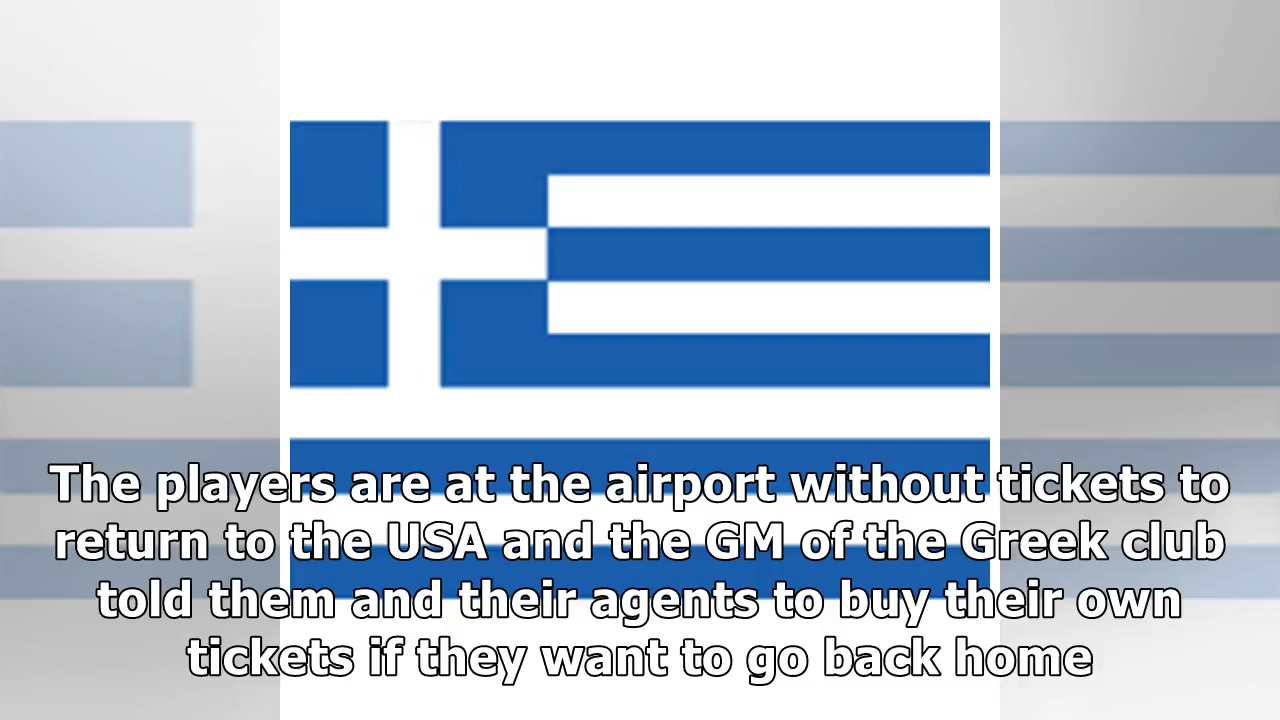 The players are at the airport without tickets to
return to the USA and the GM of the Greek club
told them and their agents to buy their own
tickets if they want to go back home